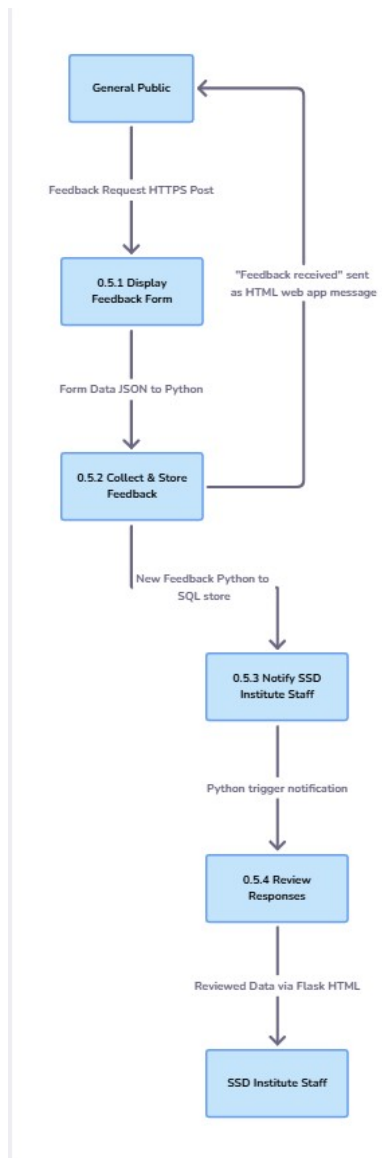 General Public
Feedback Request HTTPS Post
0.5.1 Display
Feedback Form
"Feedback received" sent
as HTML web app message
Form Data JSON to Python
0.5.2 Collect & Store
Feedback
New Feedback Python to
SQL store
0.5.3 Notify SSD
Institute Staff
Python trigger notification
0.5.4 Review
Responses
Reviewed Data via Flask HTML
SSD Institute Staff